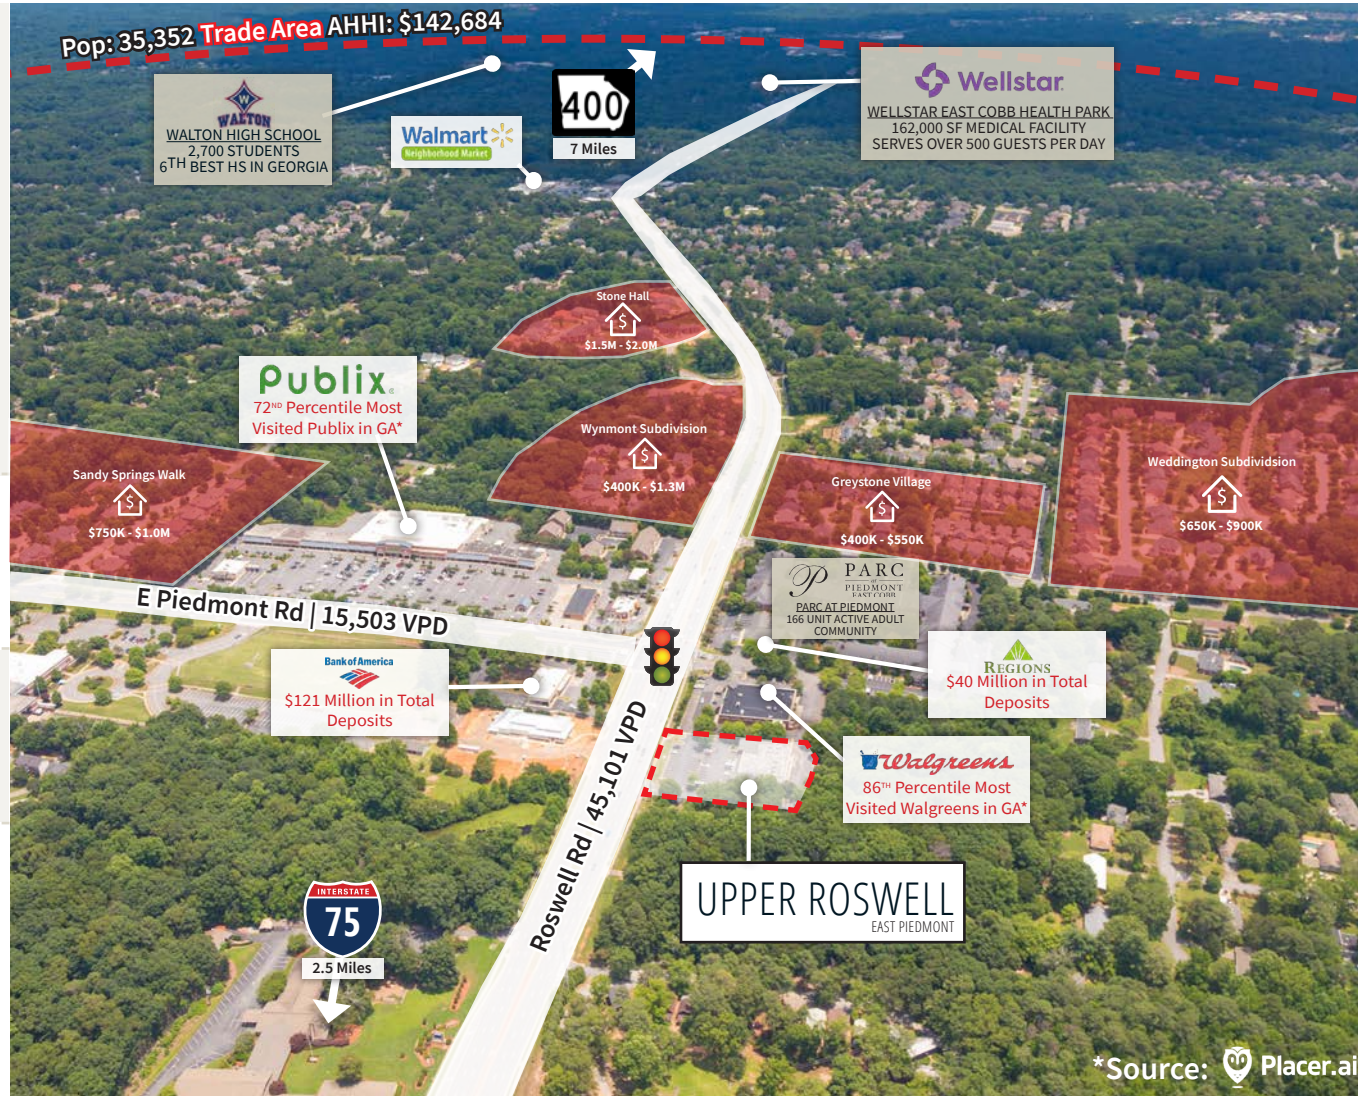 Pop: 35,352 Trade Area AHHI: $142,684
W
WALTON
WALTON HIGH SCHOOL
2,700 STUDENTS
6TH BEST HS IN GEORGIA
Walmart
Neighborhood Market
400
7 Miles
Wellstar
WELLSTAR EAST COBB HEALTH PARK
162,000 SF MEDICAL FACILITY
SERVES OVER 500 GUESTS PER DAY
Stone Hall
$
$1.5M - $2.0M
Publix
72ND Percentile Most
Visited Publix in GA*
Wynmont Subdivision
$
$400K - $1.3M
Sandy Springs Walk
$
$750K - $1.0M
Greystone Village
$
$400K - $550K
Weddington Subdividsion
$
$650K - $900K
P PARC
at
PIEDMONT
EAST COBB
PARC AT PIEDMONT
166 UNIT ACTIVE ADULT
COMMUNITY
E Piedmont Rd | 15,503 VPD
Bank of America
$121 Million in Total
Deposits
REGIONS
$40 Million in Total
Deposits
Roswell Rd | 45,101 VPD
Walgreens
86TH Percentile Most
Visited Walgreens in GA*
UPPER ROSWELL
EAST PIEDMONT
INTERSTATE
75
2.5 Miles
*Source: Placer.ai